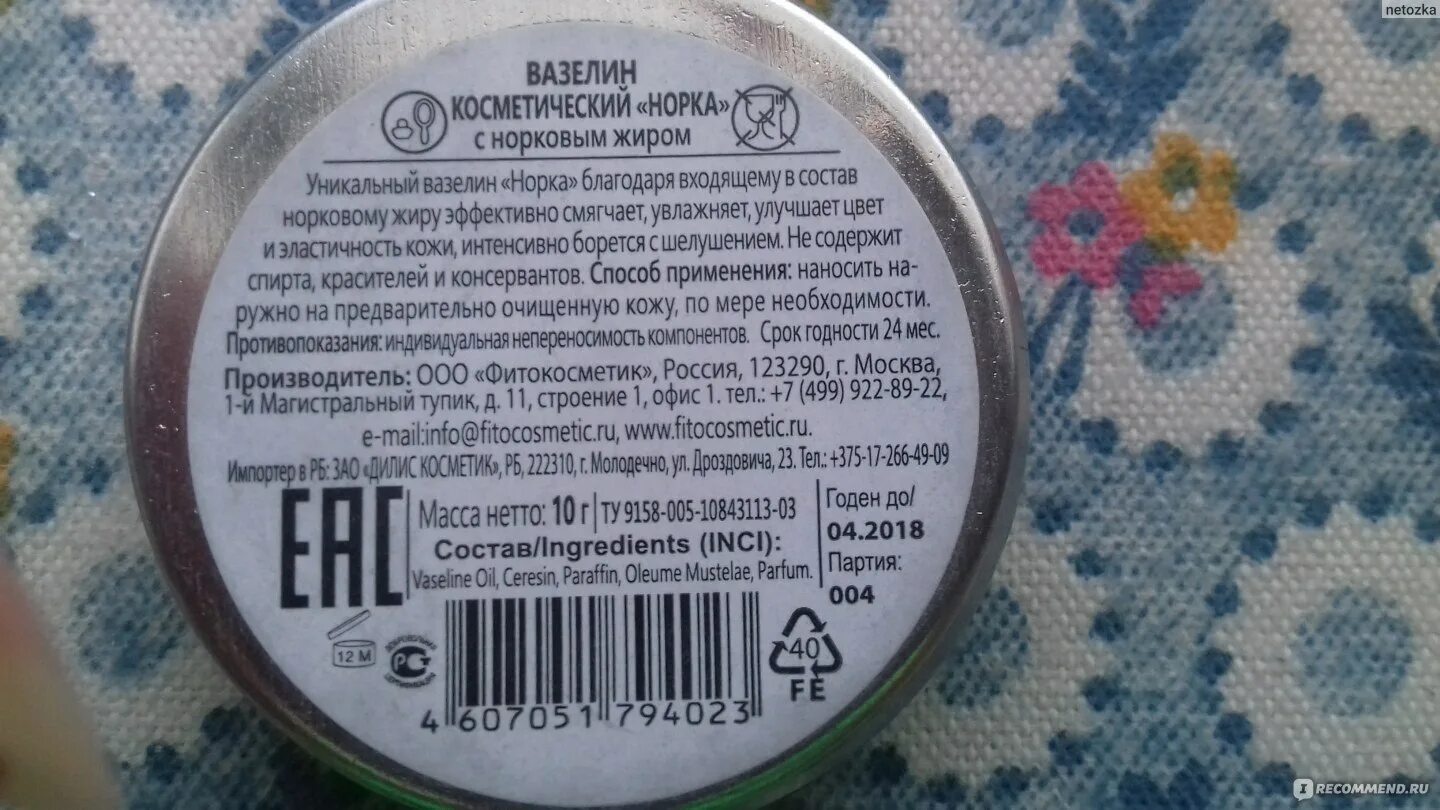 netozka
ВАЗЕЛИН
КОСМЕТИЧЕСКИЙ «НОРКА»
С НОРКОВЫМ ЖИРОМ
Уникальный вазелин «Норка» благодаря входящему в состав
норковому жиру эффективно смягчает, увлажняет, улучшает цвет
и эластичность кожи, интенсивно борется с шелушением. Не содержит
спирта, красителей и консервантов. Способ применения: наносить на-
ружно на предварительно очищенную кожу, по мере необходимости.
Противопоказания: индивидуальная непереносимость компонентов. Срок годности 24 мес.
Производитель: ООО «Фитокосметик», Россия, 123290, г. Москва,
1-й Магистральный тупик, д. 11, строение 1, офис 1. тел.: +7 (499) 922-89-22,
e-mail:info@fitocosmetic.ru, www.fitocosmetic.ru.
Импортер в РБ: ЗАО «ДИЛИС КОСМЕТИК», РБ, 222310, г. Молодечно, ул. Дроздовича, 23. Тел.: +375-17-266-49-09
EAC
Масса нетто: 10 г | ТУ 9158-005-10843113-03
Состав/Ingredients (INCI):
Vaseline Oil, Ceresin, Paraffin, Oleume Mustelae, Parfum.
Годен до/
04.2018
Партия:
004
12 M
ДОБРОВОЛЬНАЯ
СЕРТИФИКАЦИЯ
4 607051 794023
40
FE
IRECOMMEND.RU